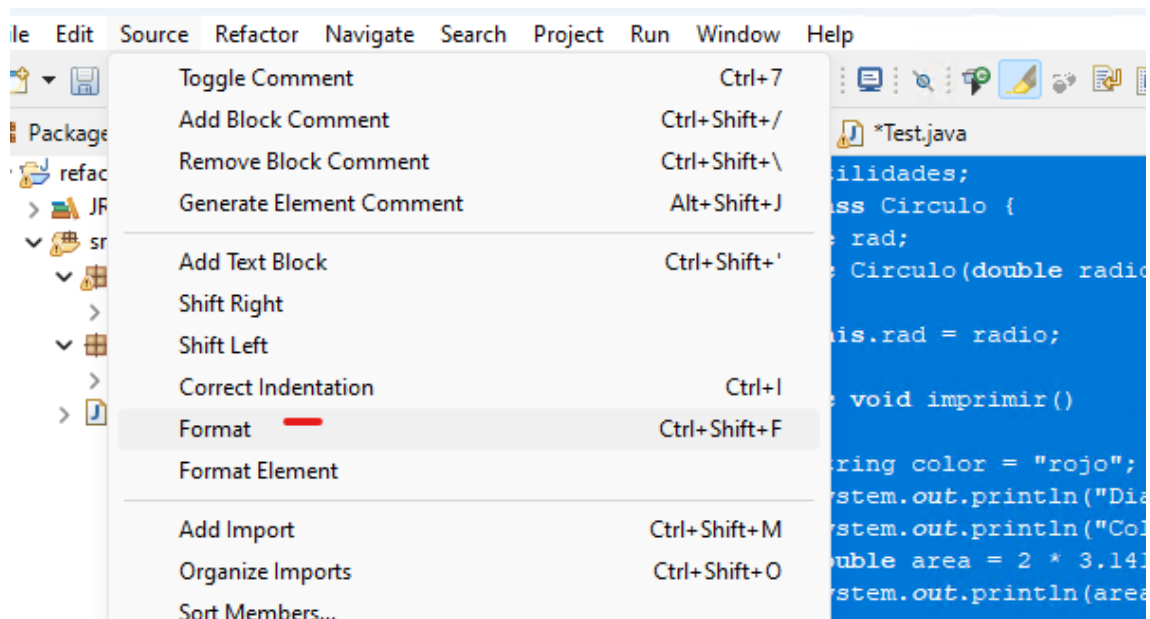 ile Edit Source Refactor Navigate Search Project Run Window Help
Toggle Comment Ctrl+7
Add Block Comment Ctrl+Shift+/
Package
*Test.java
Remove Block Comment Ctrl+Shift+\
refac
ilidades;
Generate Element Comment Alt+Shift+J
JR
ss Circulo {
sr
rad;
Add Text Block Ctrl+Shift+'
Circulo(double radio
Shift Right
Shift Left
is.rad = radio;
Correct Indentation Ctrl+I
void imprimir()
Format Ctrl+Shift+F
Format Element
ring color = "rojo";
stem.out.println("Dia
Add Import Ctrl+Shift+M
stem.out.println("Col
uble area = 2 * 3.141
Organize Imports Ctrl+Shift+O
stem.out.println(area
Sort Members...